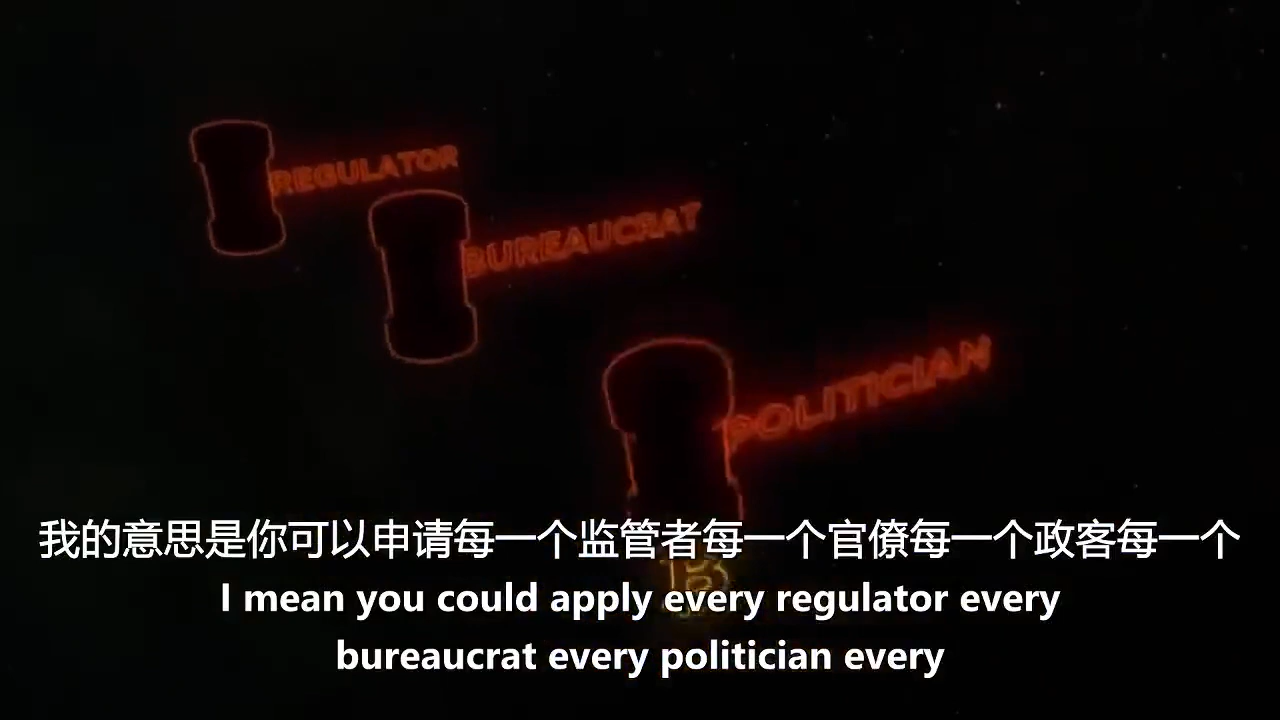 REGULATOR
BUREAUCRAT
POLITICIAN
我的意思是你可以申请每一个监管者每一个官僚每一个政客每一个
I mean you could apply every regulator every
bureaucrat every politician every